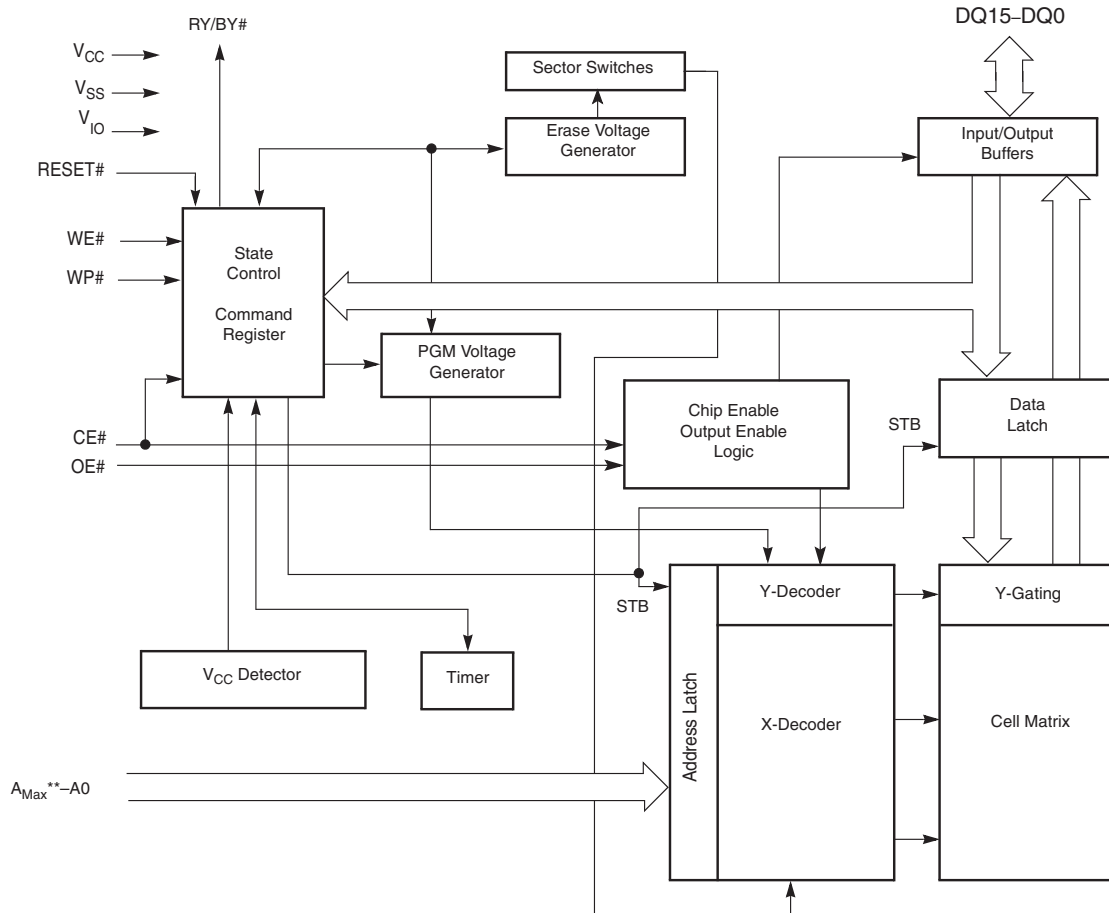 DQ15–DQ0
RY/BY#
VCC
VSS
VIO
RESET#
WE#
WP#
CE#
OE#
AMax**–A0
Sector Switches
Erase Voltage
Generator
Input/Output
Buffers
State
Control
Command
Register
PGM Voltage
Generator
Chip Enable
Output Enable
Logic
STB
Data
Latch
STB
Y-Decoder
Y-Gating
VCC Detector
Timer
Address Latch
X-Decoder
Cell Matrix